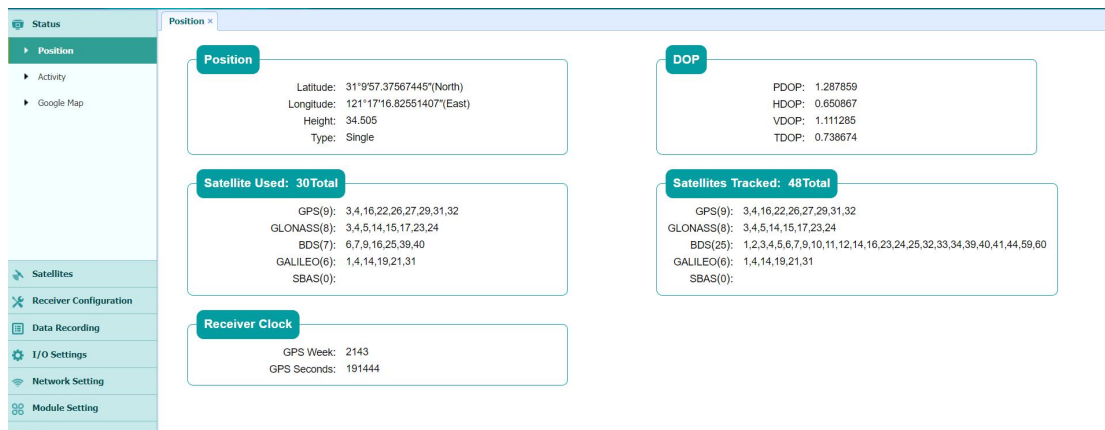 Status
Position
Activity
Google Map
Satellites
Receiver Configuration
Data Recording
I/O Settings
Network Setting
Module Setting
Position ×
Position
Latitude: 31°9'57.37567445"(North)
Longitude: 121°17'16.82551407"(East)
Height: 34.505
Type: Single
DOP
PDOP: 1.287859
HDOP: 0.650867
VDOP: 1.111285
TDOP: 0.738674
Satellite Used: 30Total
GPS(9): 3,4,16,22,26,27,29,31,32
GLONASS(8): 3,4,5,14,15,17,23,24
BDS(7): 6,7,9,16,25,39,40
GALILEO(6): 1,4,14,19,21,31
SBAS(0):
Satellites Tracked: 48Total
GPS(9): 3,4,16,22,26,27,29,31,32
GLONASS(8): 3,4,5,14,15,17,23,24
BDS(25): 1,2,3,4,5,6,7,9,10,11,12,14,16,23,24,25,32,33,34,39,40,41,44,59,60
GALILEO(6): 1,4,14,19,21,31
SBAS(0):
Receiver Clock
GPS Week: 2143
GPS Seconds: 191444